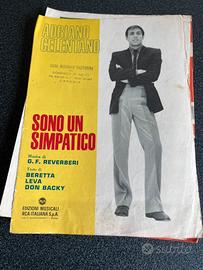 ADRIANO
CELENTANO
SONO UN
SIMPATICO
Musica di
G. F. REVERBERI
Testo di
BERETTA
LEVA
DON BACKY
EDIZIONI MUSICALI
RCA ITALIANA S.p.A.
subito